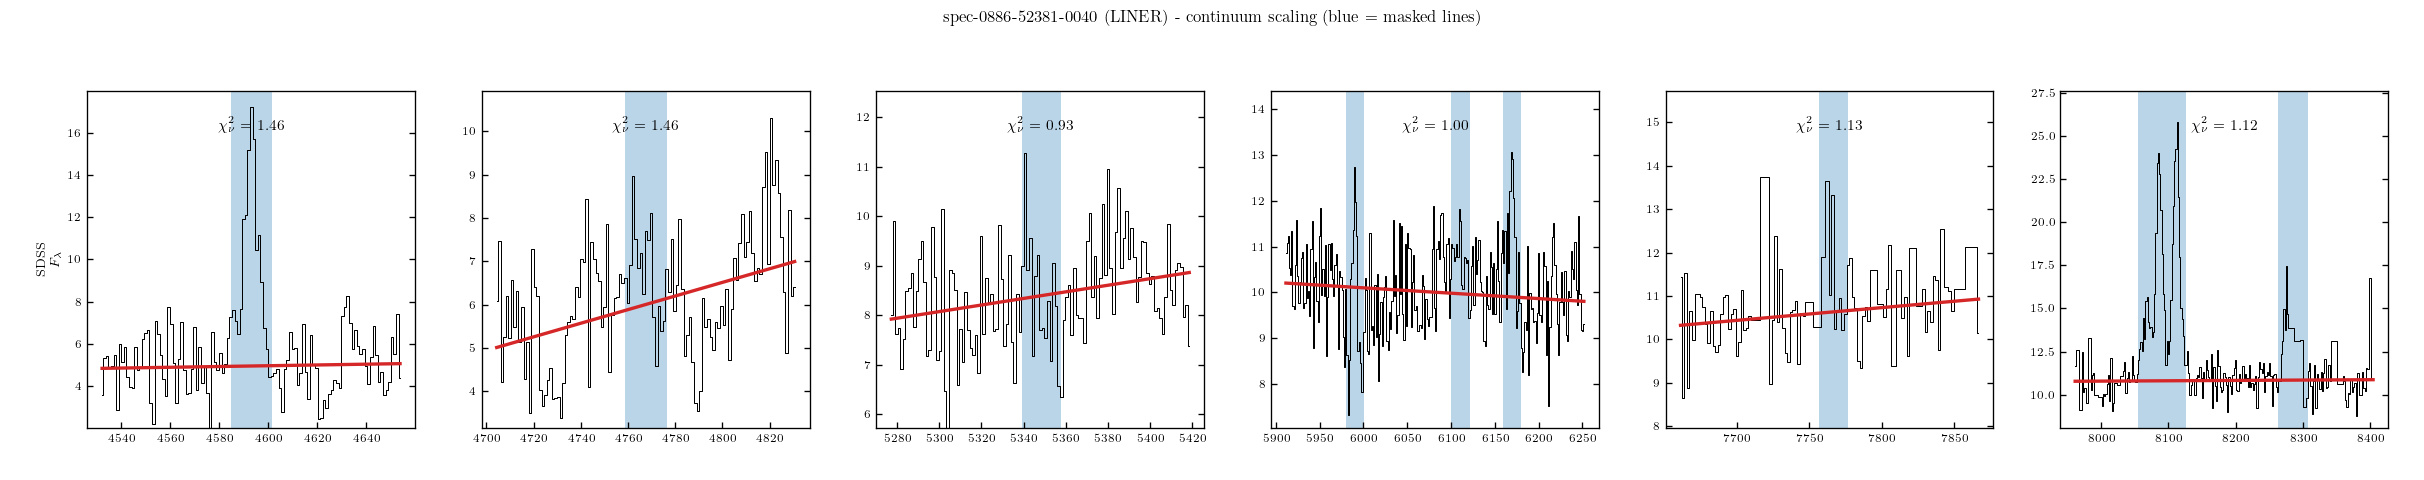 spec-0886-52381-0040 (LINER) - continuum scaling (blue = masked lines)
SDSS
Fλ
χ²ν = 1.46
16
14
12
10
8
6
4
4540 4560 4580 4600 4620 4640
χ²ν = 1.46
10
9
8
7
6
5
4
4700 4720 4740 4760 4780 4800 4820
χ²ν = 0.93
12
11
10
9
8
7
6
5280 5300 5320 5340 5360 5380 5400 5420
χ²ν = 1.00
14
13
12
11
10
9
8
5900 5950 6000 6050 6100 6150 6200 6250
χ²ν = 1.13
15
14
13
12
11
10
9
8
7700 7750 7800 7850
χ²ν = 1.12
27.5
25.0
22.5
20.0
17.5
15.0
12.5
10.0
8000 8100 8200 8300 8400